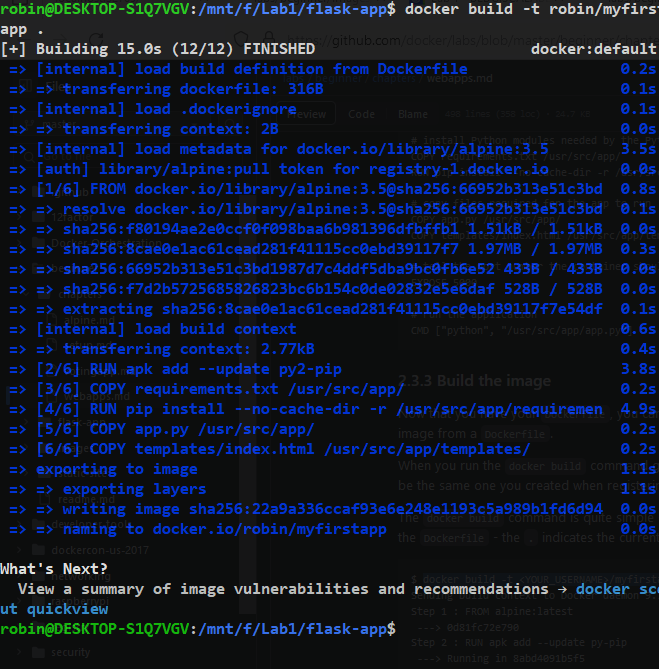 robin@DESKTOP-S1Q7VGV:/mnt/f/Lab1/flask-app$ docker build -t robin/myfirst
app .
[+] Building 15.0s (12/12) FINISHED docker:default
=> [internal] load build definition from Dockerfile 0.2s
=> => transferring dockerfile: 316B 0.1s
=> [internal] load .dockerignore 0.1s
=> => transferring context: 2B 0.0s
=> [internal] load metadata for docker.io/library/alpine:3.5 3.5s
=> [auth] library/alpine:pull token for registry-1.docker.io 0.0s
=> [1/6] FROM docker.io/library/alpine:3.5@sha256:66952b313e51c3bd 0.8s
=> => resolve docker.io/library/alpine:3.5@sha256:66952b313e51c3bd 0.1s
=> => sha256:f80194ae2e0ccf0f098baa6b981396dfbffb1 1.51kB / 1.51kB 0.0s
=> => sha256:8cae0e1ac61cead281f41115cc0ebd39117f7 1.97MB / 1.97MB 0.3s
=> => sha256:66952b313e51c3bd1987d7c4ddf5dba9bc0fb6e52 433B / 433B 0.0s
=> => sha256:f7d2b5725685826823bc6b154c0de02832e5e6daf 528B / 528B 0.0s
=> => extracting sha256:8cae0e1ac61cead281f41115cc0ebd39117f7e54df 0.1s
=> [internal] load build context 0.6s
=> => transferring context: 2.77kB 0.4s
=> [2/6] RUN apk add --update py2-pip 3.8s
=> [3/6] COPY requirements.txt /usr/src/app/ 0.2s
=> [4/6] RUN pip install --no-cache-dir -r /usr/src/app/requiremen 4.9s
=> [5/6] COPY app.py /usr/src/app/ 0.2s
=> [6/6] COPY templates/index.html /usr/src/app/templates/ 0.2s
=> exporting to image 1.1s
=> => exporting layers 1.1s
=> => writing image sha256:22a9a336ccaf93e6e248e1193c5a989b1fd6d94 0.0s
=> => naming to docker.io/robin/myfirstapp 0.0s
What's Next?
View a summary of image vulnerabilities and recommendations → docker sco
ut quickview
robin@DESKTOP-S1Q7VGV:/mnt/f/Lab1/flask-app$